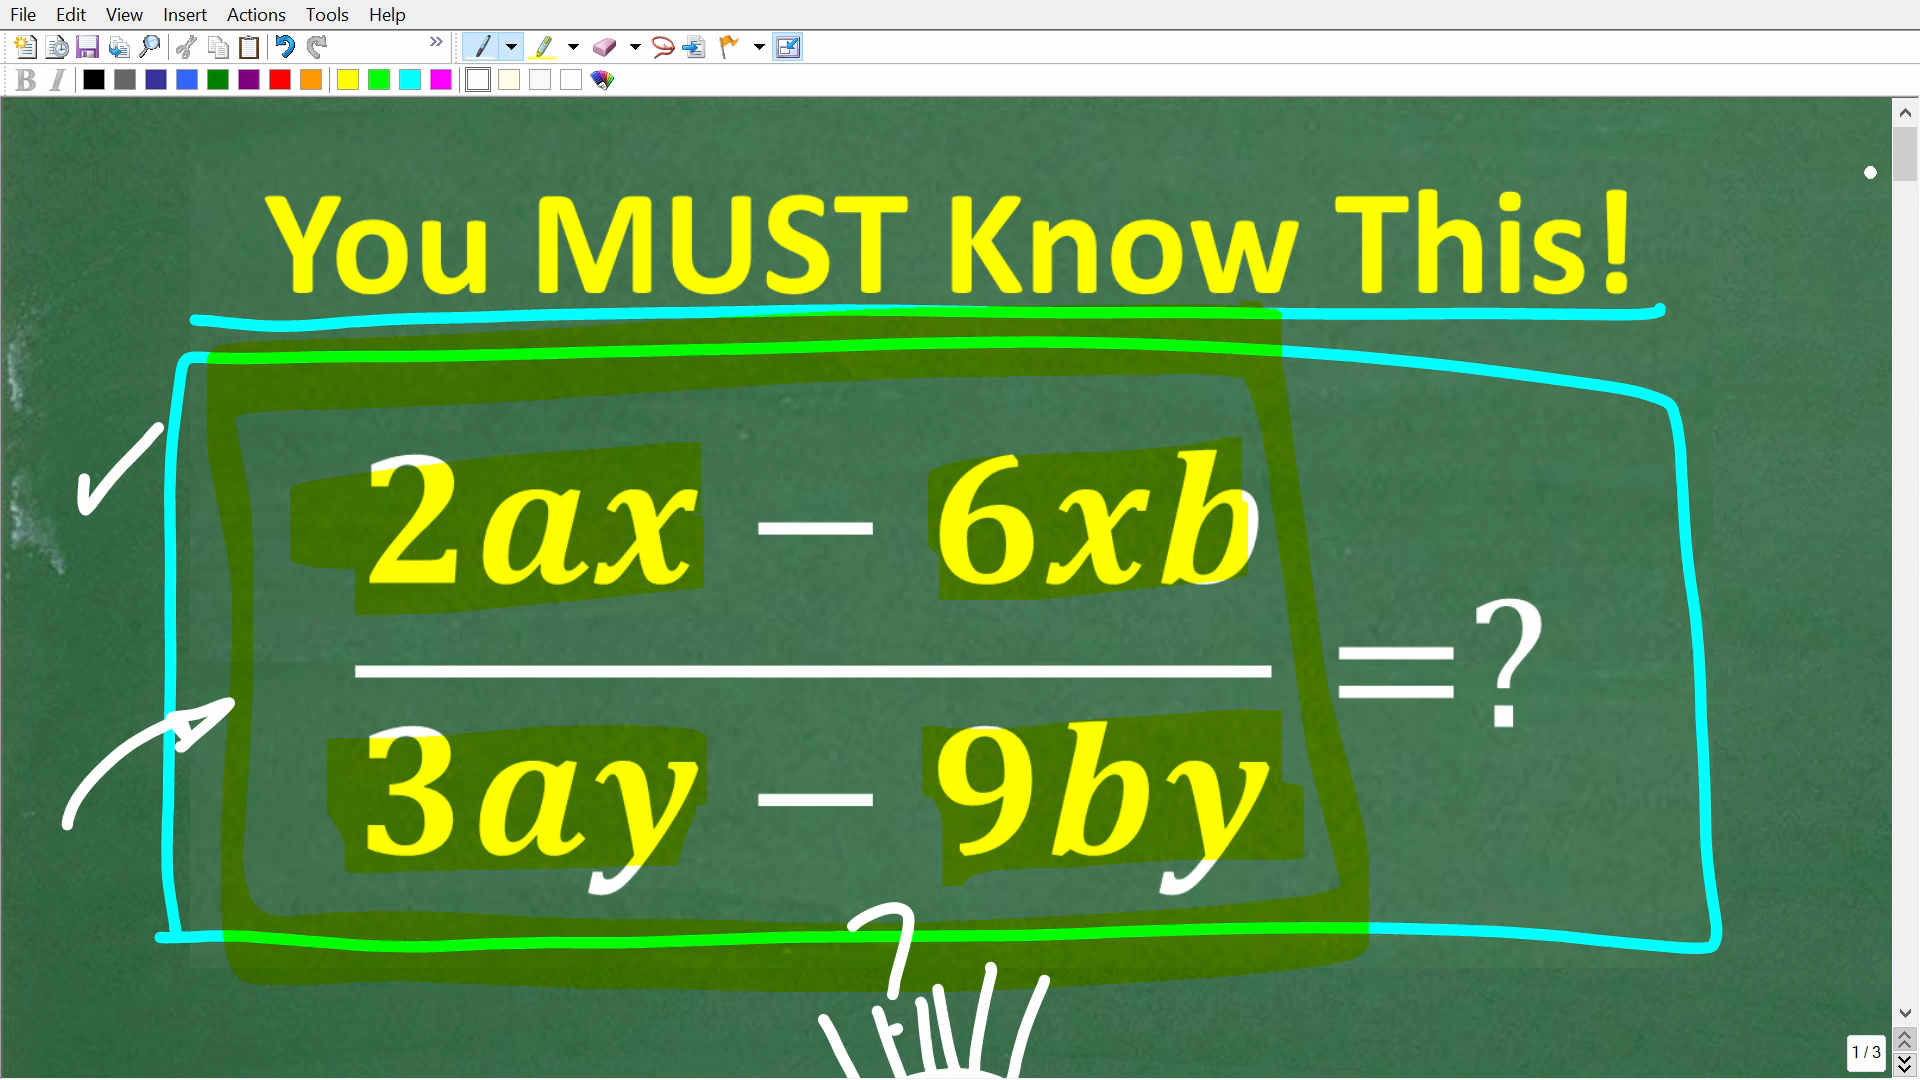 File Edit View Insert Actions Tools Help
B I
You MUST Know This!
2ax − 6xb
3ay − 9by
=?
?
1 / 3